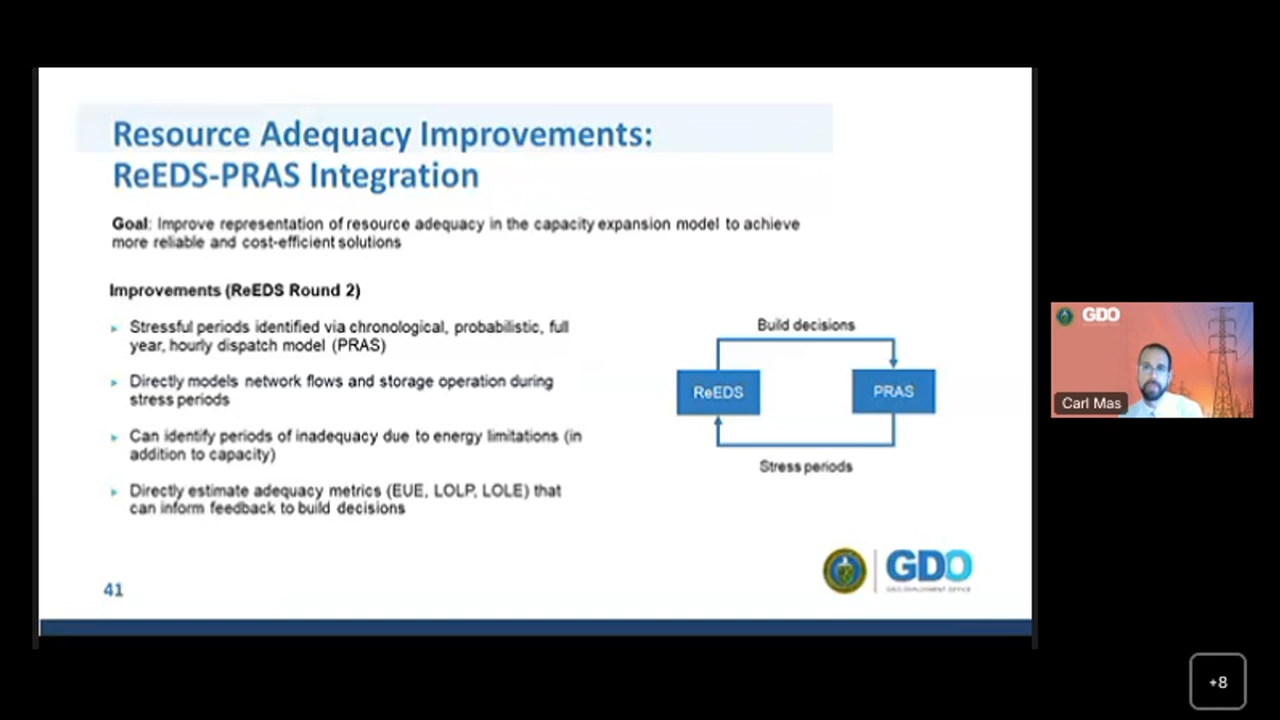 Resource Adequacy Improvements:
ReEDS-PRAS Integration
Goal: Improve representation of resource adequacy in the capacity expansion model to achieve
more reliable and cost-efficient solutions
Improvements (ReEDS Round 2)
Stressful periods identified via chronological, probabilistic, full
year, hourly dispatch model (PRAS)
Directly models network flows and storage operation during
stress periods
Can identify periods of inadequacy due to energy limitations (in
addition to capacity)
Directly estimate adequacy metrics (EUE, LOLP, LOLE) that
can inform feedback to build decisions
Build decisions
ReEDS
PRAS
Stress periods
41
GDO
GDO
Carl Mas
+8